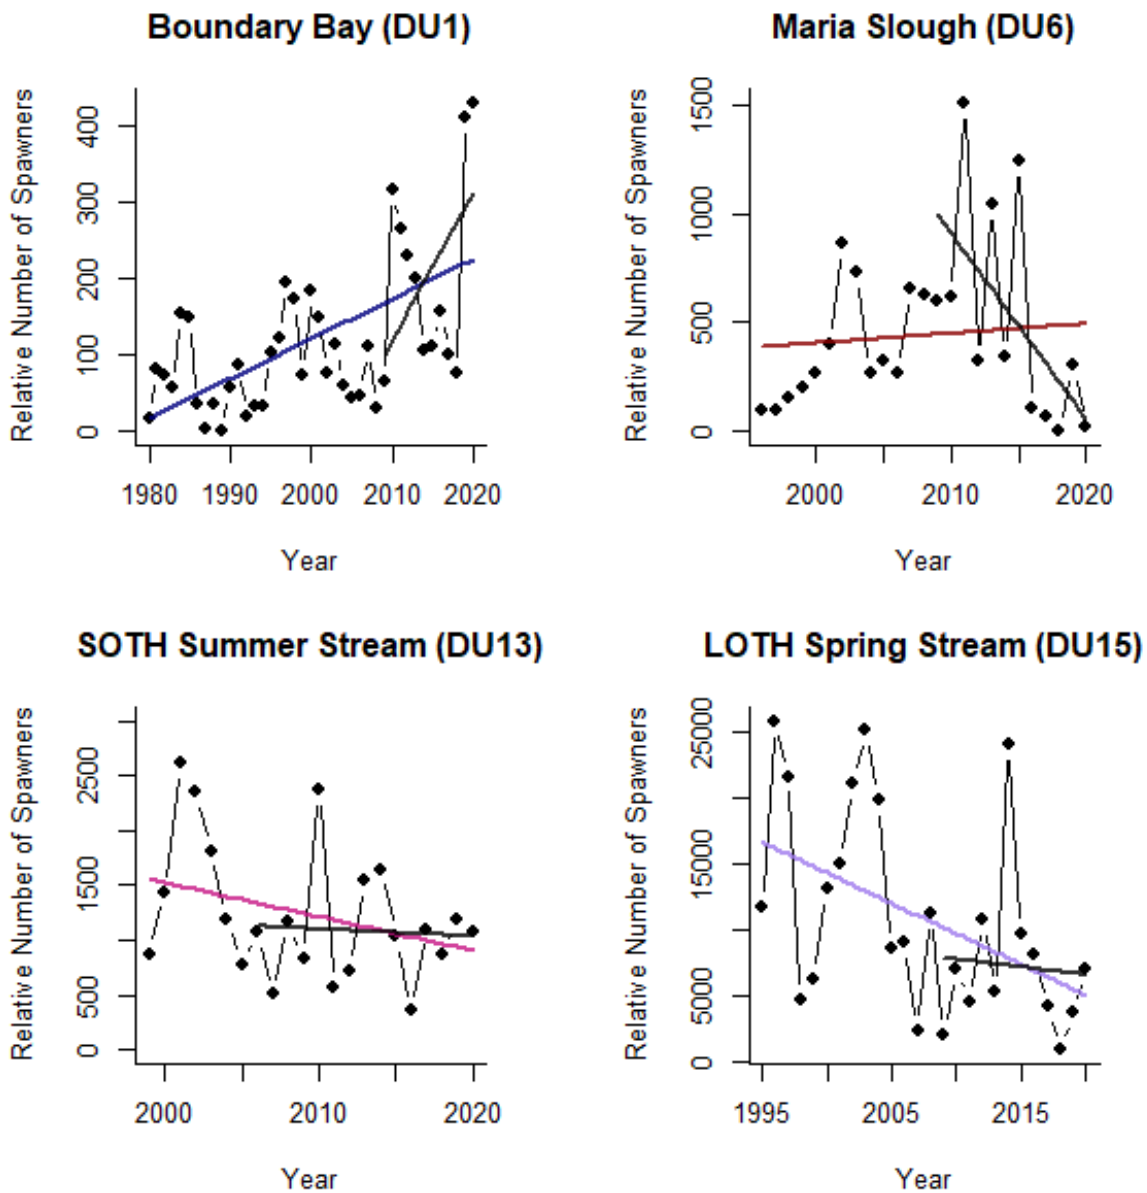 Boundary Bay (DU1)
Relative Number of Spawners
400
300
200
100
0
1980 1990 2000 2010 2020
Year
Maria Slough (DU6)
Relative Number of Spawners
1500
1000
500
0
2000 2010 2020
Year
SOTH Summer Stream (DU13)
Relative Number of Spawners
2500
1500
500
0
2000 2010 2020
Year
LOTH Spring Stream (DU15)
Relative Number of Spawners
25000
15000
5000
0
1995 2005 2015
Year